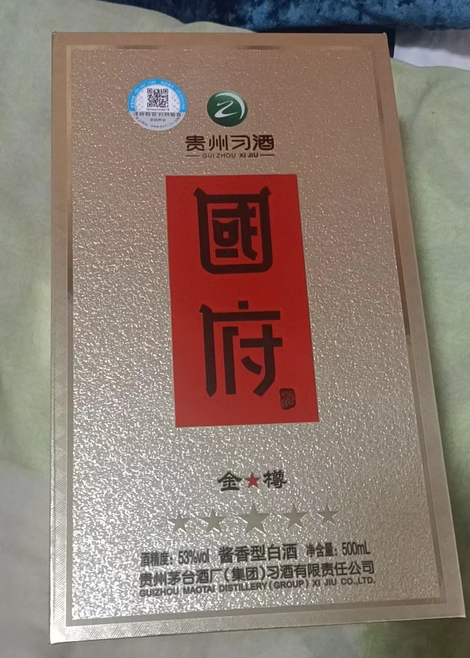 贵州习酒
GUIZHOU XI JIU
國
府
金★樽
酒精度：53%vol 酱香型白酒 净含量：500mL
贵州茅台酒厂（集团）习酒有限责任公司
GUIZHOU MAOTAI DISTILLERY (GROUP) XI JIU CO.,LTD.